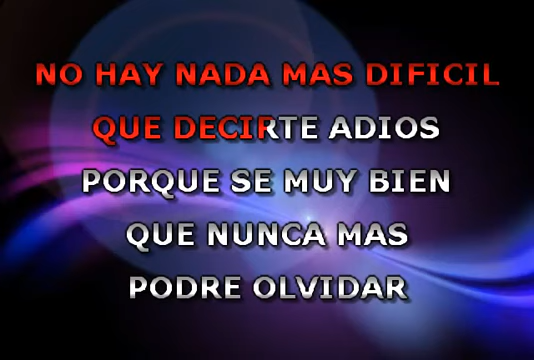 NO HAY NADA MAS DIFICIL
QUE DECIRTE ADIOS
PORQUE SE MUY BIEN
QUE NUNCA MAS
PODRE OLVIDAR